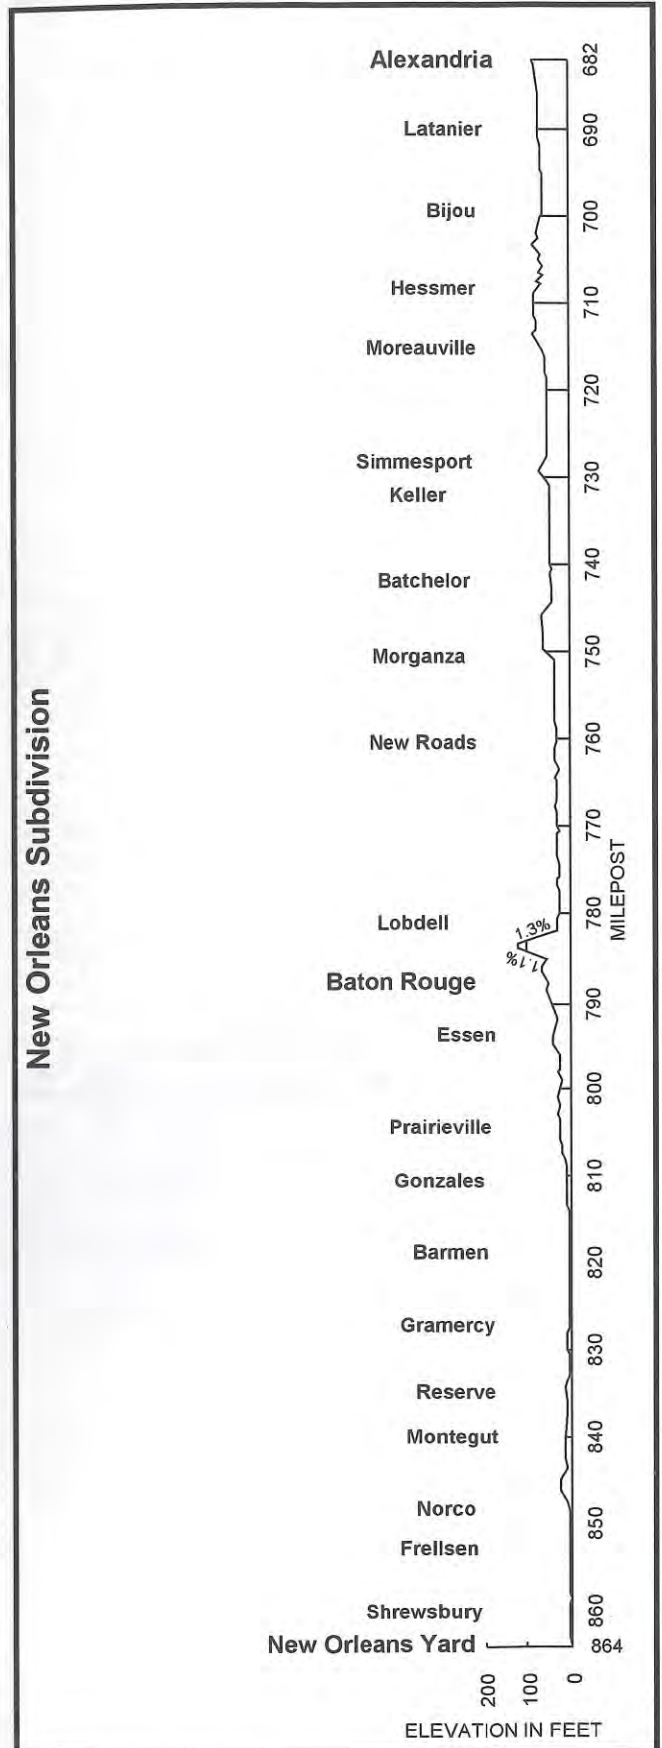 New Orleans Subdivision
Alexandria
682
Latanier
690
Bijou
700
Hessmer
710
Moreauville
720
Simmesport
730
Keller
740
Batchelor
Morganza
750
New Roads
760
770
MILEPOST
Lobdell
780
1.3%
1.1%
Baton Rouge
790
Essen
800
Prairieville
810
Gonzales
Barmen
820
Gramercy
830
Reserve
Montegut
840
Norco
850
Frellsen
Shrewsbury
860
New Orleans Yard
864
200
100
0
ELEVATION IN FEET